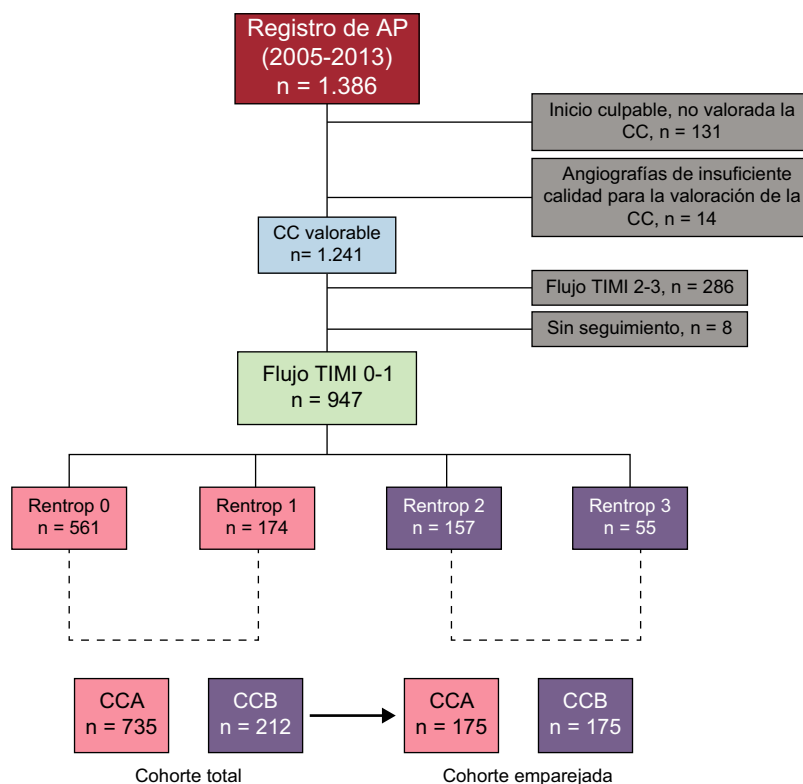 Registro de AP
(2005-2013)
n = 1.386
Inicio culpable, no valorada la
CC, n = 131
Angiografías de insuficiente
calidad para la valoración de la
CC, n = 14
CC valorable
n= 1.241
Flujo TIMI 2-3, n = 286
Sin seguimiento, n = 8
Flujo TIMI 0-1
n = 947
Rentrop 0
n = 561
Rentrop 1
n = 174
Rentrop 2
n = 157
Rentrop 3
n = 55
CCA
n = 735
CCB
n = 212
CCA
n = 175
CCB
n = 175
Cohorte total
Cohorte emparejada